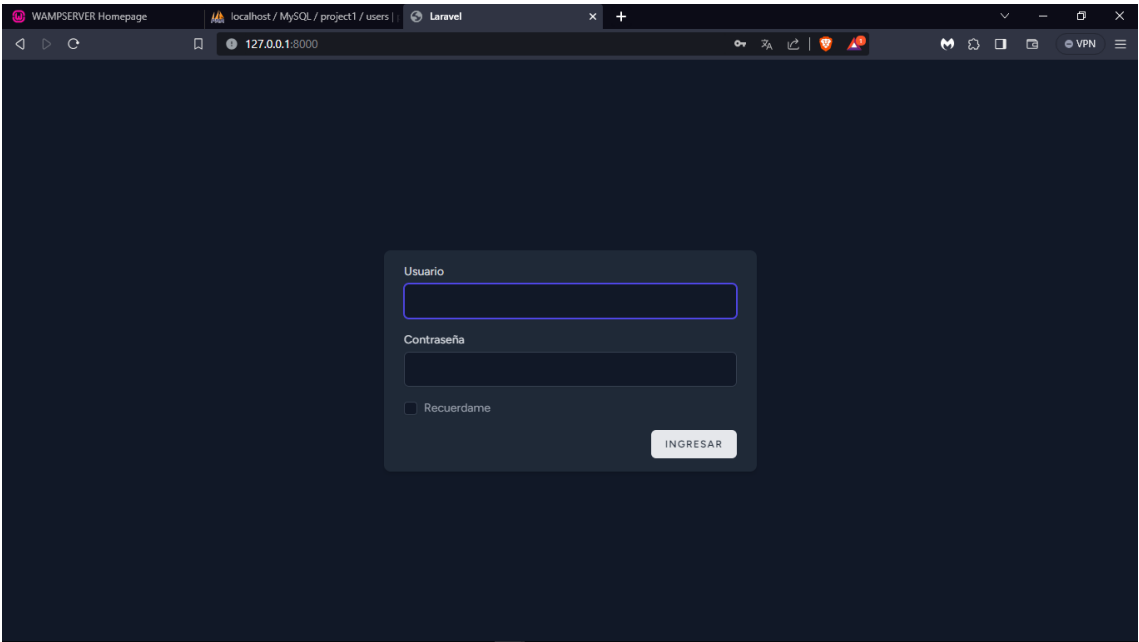 WAMPSERVER Homepage
localhost / MySQL / project1 / users |
Laravel
127.0.0.1:8000
VPN
Usuario
Contraseña
Recuerdame
INGRESAR